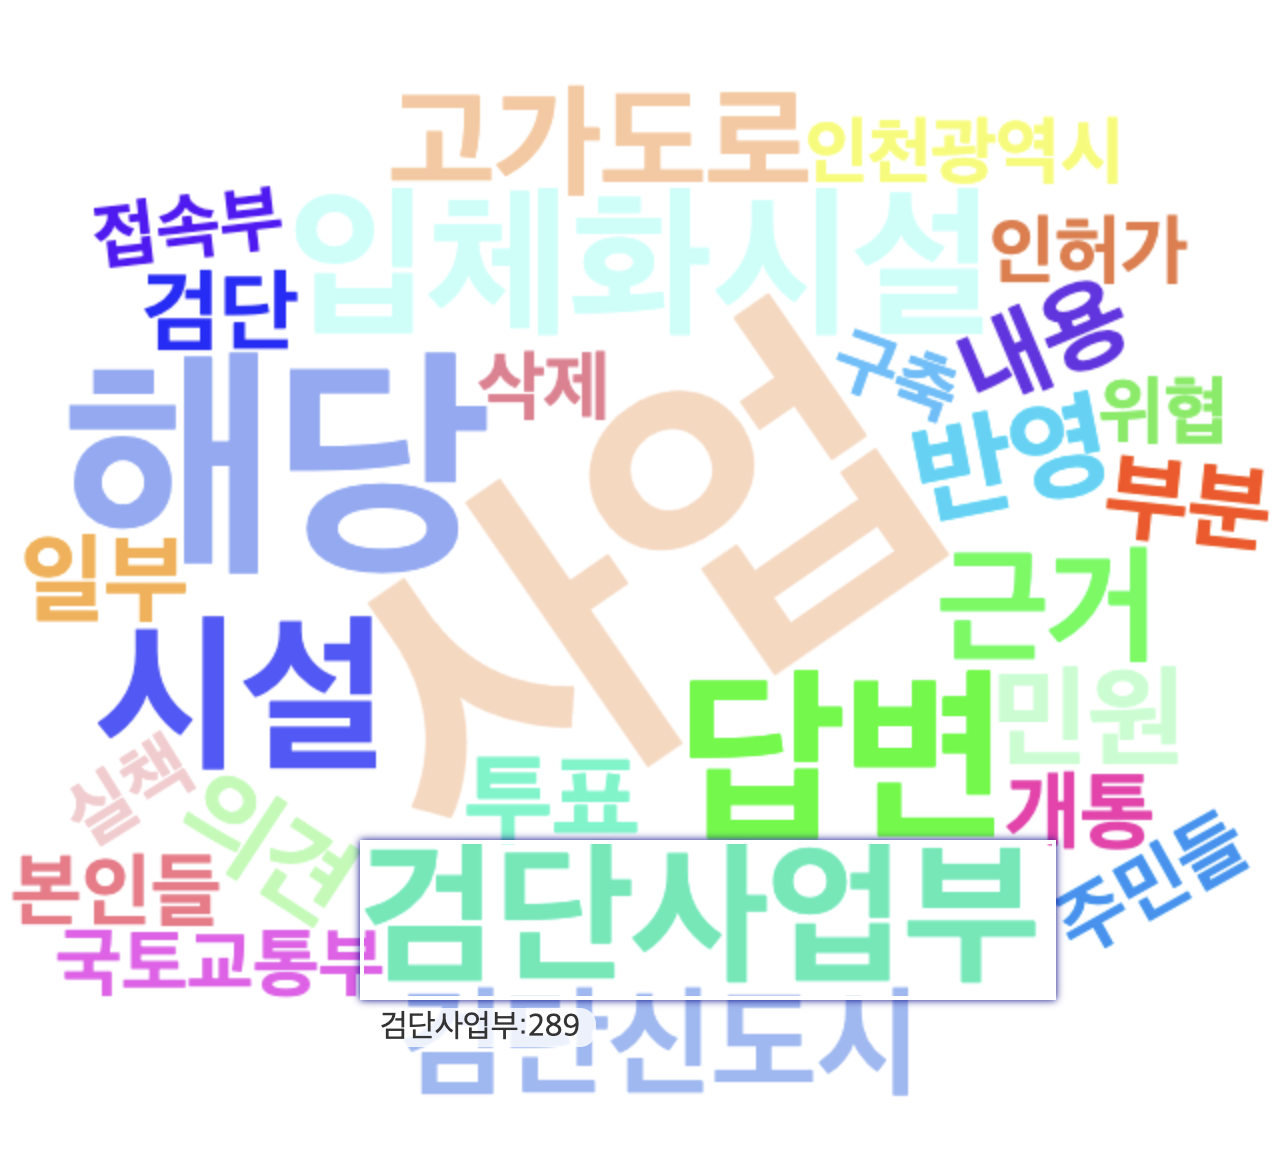 고가도로
인천광역시
접속부
입체화시설
인허가
검단
내용
구축
삭제
해당
위협
반영
사업
부분
일부
근거
시설
답변
민원
실책
투표
개통
의견
주민들
본인들
검단사업부
국토교통부
검단신도시
검단사업부:289